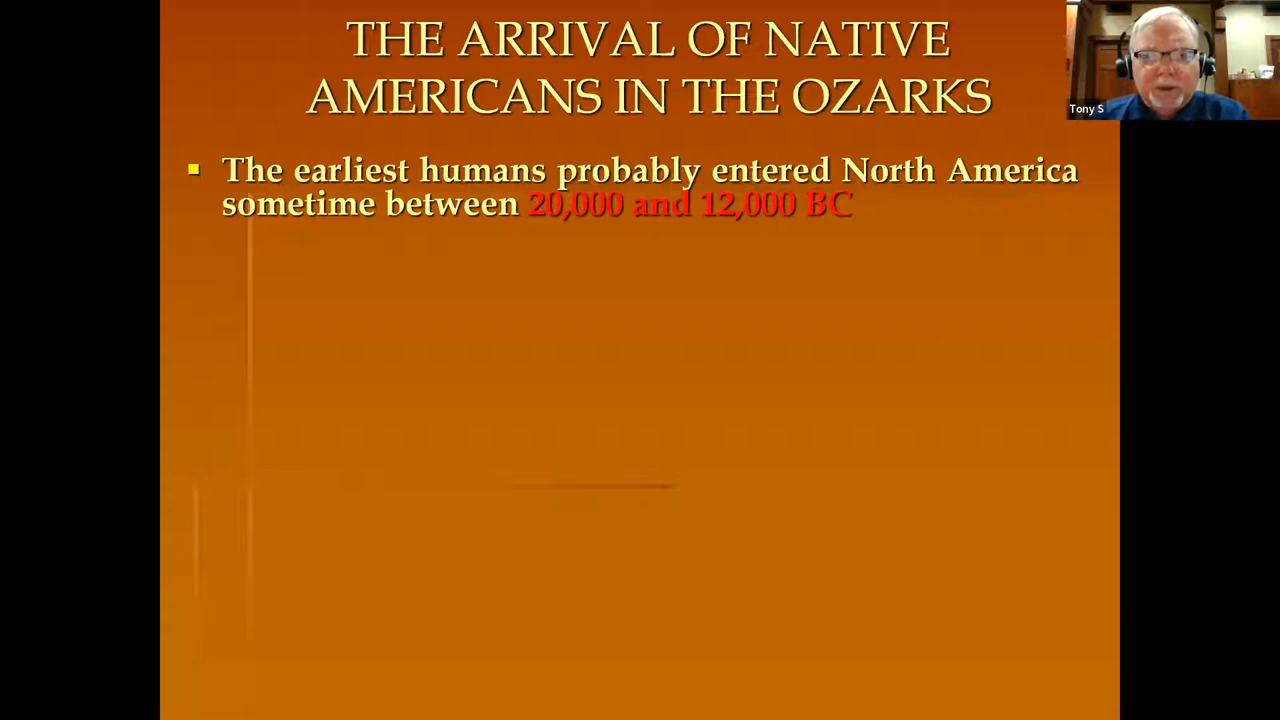 THE ARRIVAL OF NATIVE
AMERICANS IN THE OZARKS
The earliest humans probably entered North America
sometime between 20,000 and 12,000 BC
Tony S